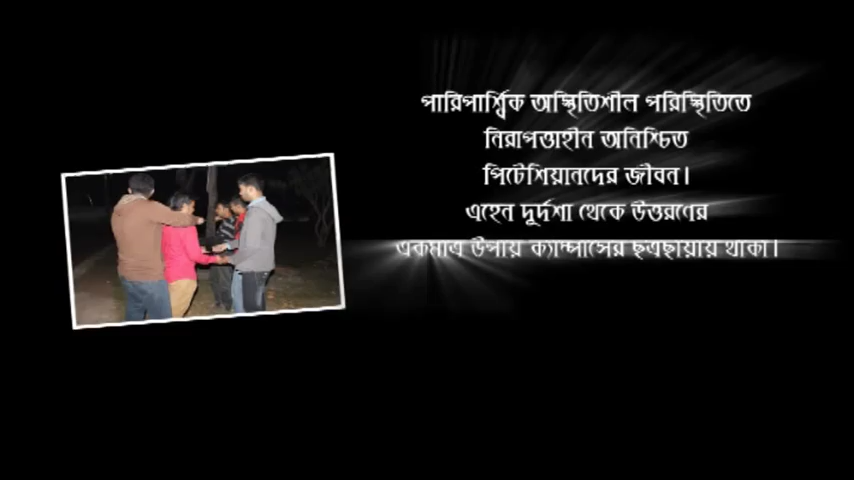 পারিপার্শ্বিক অস্থিতিশীল পরিস্থিতিতে
নিরাপত্তাহীন অনিশ্চিত
পিটেশিয়ানদের জীবন।
এহেন দূর্দশা থেকে উত্তরণের
একমাত্র উপায় ক্যাম্পাসের ছত্রছায়ায় থাকা।